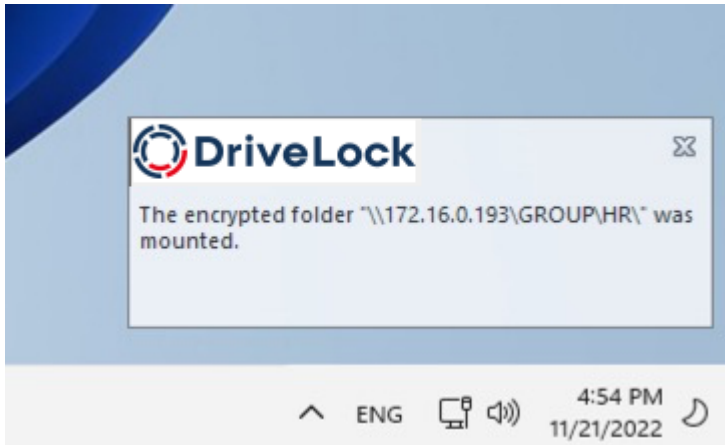 DriveLock
The encrypted folder "\\172.16.0.193\GROUP\HR\" was
mounted.
ENG
4:54 PM
11/21/2022